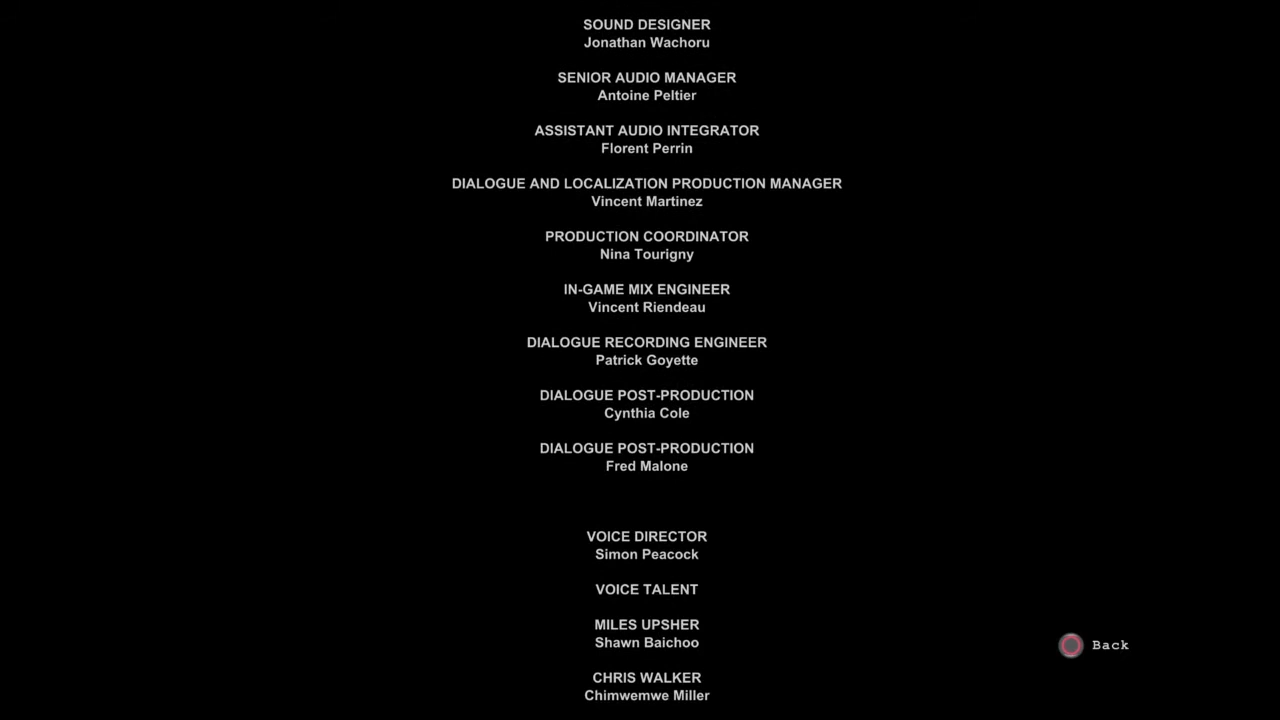 SOUND DESIGNER
Jonathan Wachoru
SENIOR AUDIO MANAGER
Antoine Peltier
ASSISTANT AUDIO INTEGRATOR
Florent Perrin
DIALOGUE AND LOCALIZATION PRODUCTION MANAGER
Vincent Martinez
PRODUCTION COORDINATOR
Nina Tourigny
IN-GAME MIX ENGINEER
Vincent Riendeau
DIALOGUE RECORDING ENGINEER
Patrick Goyette
DIALOGUE POST-PRODUCTION
Cynthia Cole
DIALOGUE POST-PRODUCTION
Fred Malone
VOICE DIRECTOR
Simon Peacock
VOICE TALENT
MILES UPSHER
Shawn Baichoo
CHRIS WALKER
Chimwemwe Miller
Back